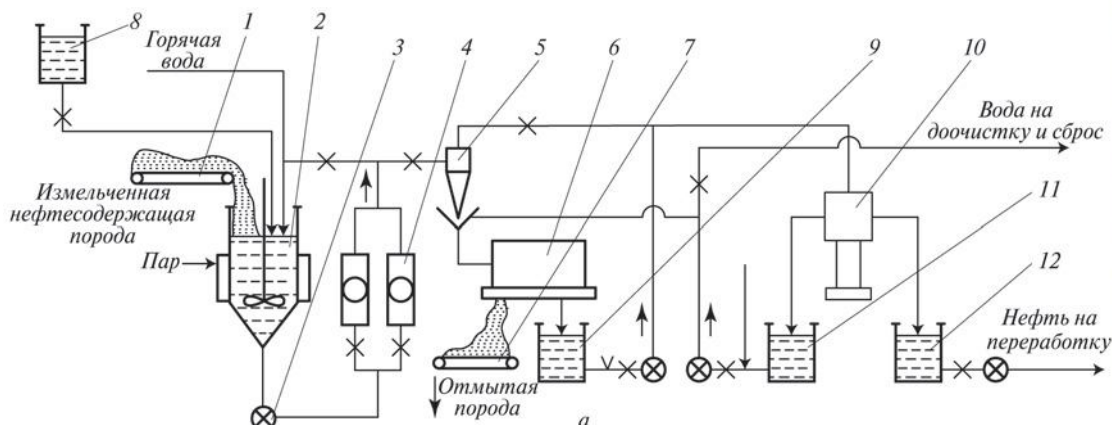 8
1
2
3
4
5
6
7
9
10
Горячая
вода
Вода на
доочистку и сброс
Измельченная
нефтесодержащая
порода
11
12
Пар
Нефть на
переработку
Отмытая
порода
а